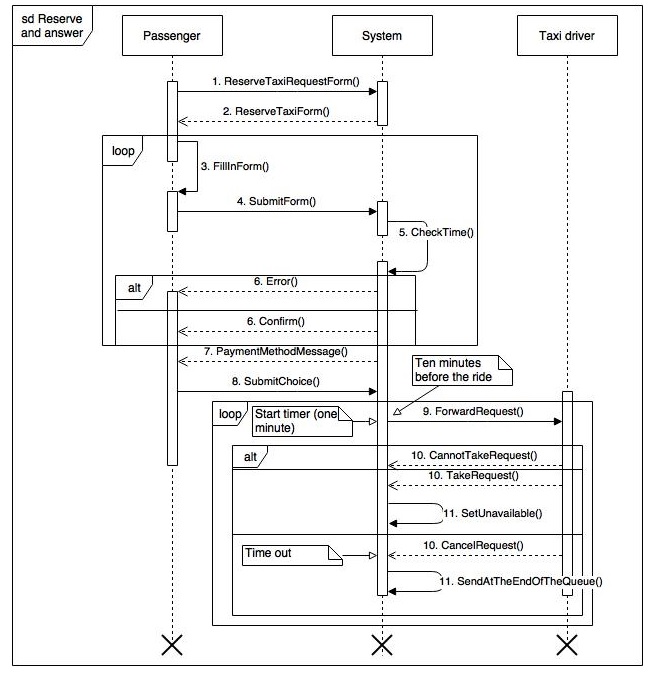 sd Reserve
and answer
Passenger
System
Taxi driver
1. ReserveTaxiRequestForm()
2. ReserveTaxiForm()
loop
3. FillInForm()
4. SubmitForm()
5. CheckTime()
alt
6. Error()
6. Confirm()
7. PaymentMethodMessage()
Ten minutes
before the ride
8. SubmitChoice()
loop
Start timer (one
minute)
9. ForwardRequest()
alt
10. CannotTakeRequest()
10. TakeRequest()
11. SetUnavailable()
Time out
10. CancelRequest()
11. SendAtTheEndOfTheQueue()